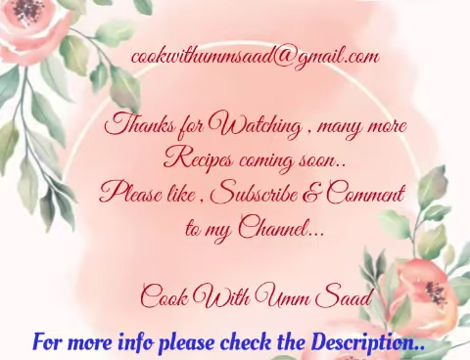 cookwithummsaad@gmail.com
Thanks for Watching , many more
Recipes coming soon..
Please like , Subscribe & Comment
to my Channel...
Cook With Umm Saad
For more info please check the Description..